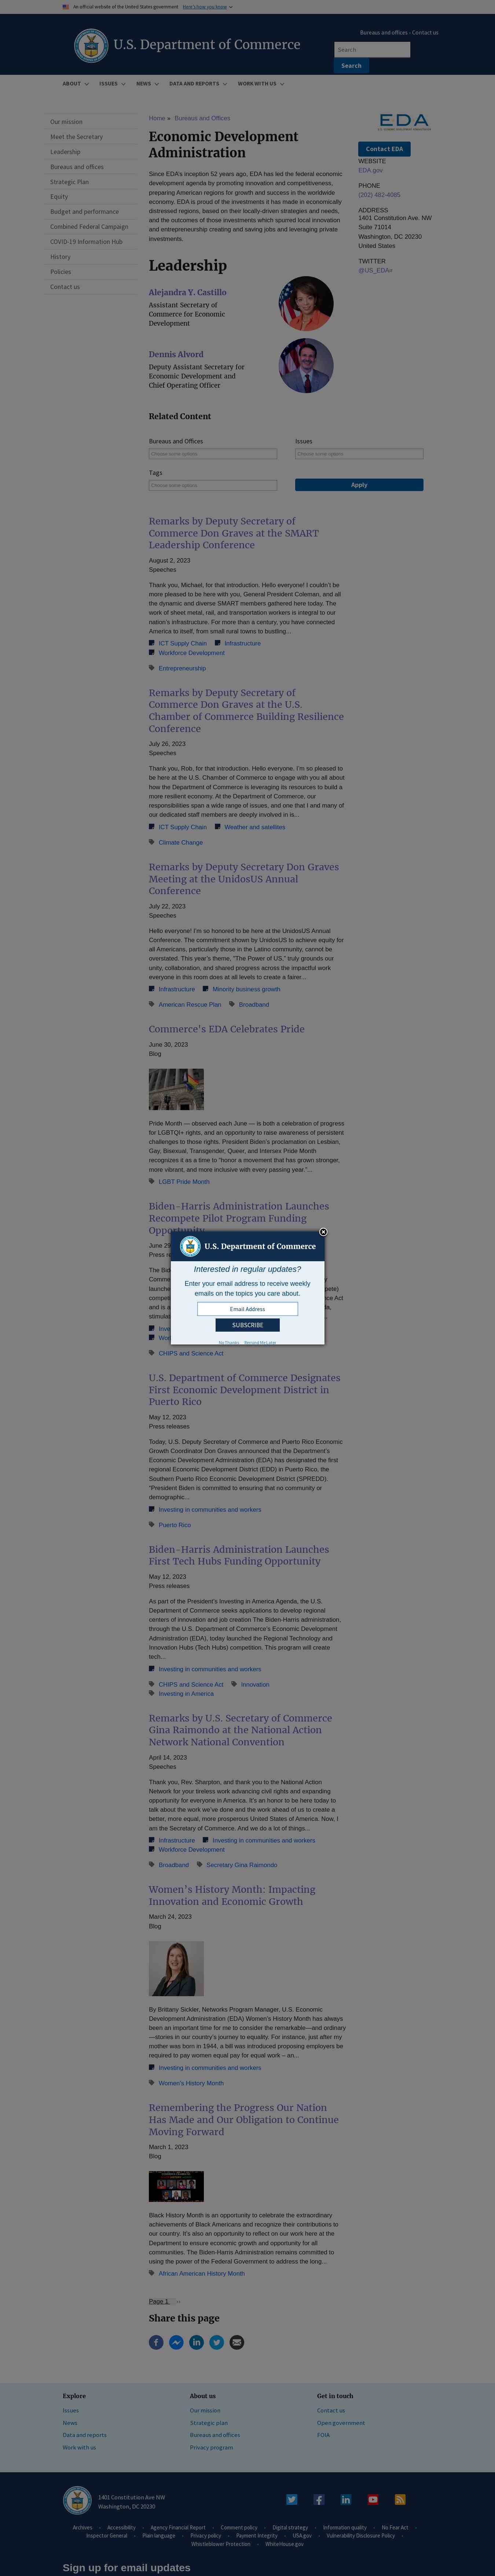 An official website of the United States government Here's how you know
Bureaus and offices - Contact us
U.S. Department of Commerce
Search
Search
ABOUT ISSUES NEWS DATA AND REPORTS WORK WITH US
Our mission
Meet the Secretary
Leadership
Bureaus and offices
Strategic Plan
Equity
Budget and performance
Combined Federal Campaign
COVID-19 Information Hub
History
Policies
Contact us
Home » Bureaus and Offices
Economic Development
Administration
Since EDA's inception 52 years ago, EDA has led the federal economic
development agenda by promoting innovation and competitiveness,
preparing American regions for growth and success in the worldwide
economy. EDA is proof that if it is made in America by communities and in
distressed regions, based on their locally-driven strategies and needs,
the outcomes of those investments which spurred local innovation and
entrepreneurship is creating jobs and leveraging private
investments.
EDA
Contact EDA
WEBSITE
EDA.gov
PHONE
(202) 482-4085
ADDRESS
1401 Constitution Ave. NW
Suite 71014
Washington, DC 20230
United States
TWITTER
@US_EDA
Leadership
Alejandra Y. Castillo
Assistant Secretary of
Commerce for Economic
Development
Dennis Alvord
Deputy Assistant Secretary for
Economic Development and
Chief Operating Officer
Related Content
Bureaus and Offices
Choose some options
Issues
Choose some options
Tags
Choose some options
Apply
Remarks by Deputy Secretary of
Commerce Don Graves at the SMART
Leadership Conference
August 2, 2023
Speeches
Thank you, Michael, for that introduction. Hello everyone! I couldn't be
more pleased to be here with you, General President Coleman, and all
the dynamic and diverse SMART members gathered here today. The
work of sheet metal, rail, and transportation workers is integral to our
nation's infrastructure. For more than a century, you have connected
America to itself, from small rural towns to bustling...
ICT Supply Chain Infrastructure
Workforce Development
Entrepreneurship
Remarks by Deputy Secretary of
Commerce Don Graves at the U.S.
Chamber of Commerce Building Resilience
Conference
July 26, 2023
Speeches
Thank you, Rob, for that introduction. Hello everyone. I'm so pleased to
be here at the U.S. Chamber of Commerce to engage with you all about
how the Department of Commerce is leveraging its resources to build a
more secure economy. At the Department of Commerce, our
responsibilities span a wide range of issues, and one that I and many of
our dedicated staff members are deeply involved in is...
ICT Supply Chain Weather and satellites
Climate Change
Remarks by Deputy Secretary Don Graves
Meeting at the UnidosUS Annual
Conference
July 22, 2023
Speeches
Hello everyone! I'm so honored to be here at the UnidosUS Annual
Conference. The commitment shown by UnidosUS to achieve equity for
all Americans, particularly those in the Latino community, cannot be
overstated. This year's theme, "The Power of US," truly grounds our
unity, collaboration, and shared progress across the impactful work
everyone in this room does at all levels to create a fairer...
Infrastructure Minority business growth
American Rescue Plan Broadband
Commerce's EDA Celebrates Pride
June 30, 2023
Blog
Pride Month — observed each June — is both a celebration of progress
for LGBTQI+ rights, and an opportunity to raise awareness of persistent
challenges to those rights. President Biden's proclamation on Lesbian,
Gay, Bisexual, Transgender, Queer, and Intersex Pride Month
recognizes it as a time to "honor a movement that has grown stronger,
more vibrant, and more inclusive with every passing year."...
LGBT Pride Month
Biden-Harris Administration Launches
Recompete Pilot Program Funding
Opportunity
U.S. Department of Commerce
Interested in regular updates?
Enter your email address to receive weekly
emails on the topics you care about.
Email Address
SUBSCRIBE
No Thanks Remind Me Later
CHIPS and Science Act
U.S. Department of Commerce Designates
First Economic Development District in
Puerto Rico
May 12, 2023
Press releases
Today, U.S. Deputy Secretary of Commerce and Puerto Rico Economic
Growth Coordinator Don Graves announced that the Department's
Economic Development Administration (EDA) has designated the first
regional Economic Development District (EDD) in Puerto Rico, the
Southern Puerto Rico Economic Development District (SPREDD).
"President Biden is committed to ensuring that no community or
demographic...
Investing in communities and workers
Puerto Rico
Biden-Harris Administration Launches
First Tech Hubs Funding Opportunity
May 12, 2023
Press releases
As part of the President's Investing in America Agenda, the U.S.
Department of Commerce seeks applications to develop regional
centers of innovation and job creation The Biden-Harris administration,
through the U.S. Department of Commerce's Economic Development
Administration (EDA), today launched the Regional Technology and
Innovation Hubs (Tech Hubs) competition. This program will create
tech...
Investing in communities and workers
CHIPS and Science Act Innovation
Investing in America
Remarks by U.S. Secretary of Commerce
Gina Raimondo at the National Action
Network National Convention
April 14, 2023
Speeches
Thank you, Rev. Sharpton, and thank you to the National Action
Network for your tireless work advancing civil rights and expanding
opportunity for everyone in America. It's an honor to be here today to
talk about the work we've done and the work ahead of us to create a
better, more equal, more prosperous United States of America. Now, I
am the Secretary of Commerce. And we do a lot of things...
Infrastructure Investing in communities and workers
Workforce Development
Broadband Secretary Gina Raimondo
Women's History Month: Impacting
Innovation and Economic Growth
March 24, 2023
Blog
By Brittany Sickler, Networks Program Manager, U.S. Economic
Development Administration (EDA) Women's History Month has always
been an important time for me to consider the remarkable—and and every
—stories in our country's journey to equality. For instance, did you know
that in 1944, a bill was introduced proposing employers be
required to pay women equal pay for equal work – an...
Investing in communities and workers
Women's History Month
Remembering the Progress Our Nation
Has Made and Our Obligation to Continue
Moving Forward
March 1, 2023
Blog
Black History Month is an opportunity to celebrate the extraordinary
achievements of Black Americans and recognize their contributions to
our country. It's also an opportunity to reflect on our work here at the
Department to ensure economic growth and opportunity for all
communities. The Biden-Harris Administration remains committed to
using the power of the Federal Government to address the long...
African American History Month
Page 1
Share this page
Explore
Issues
News
Data and reports
Work with us
About us
Our mission
Strategic plan
Bureaus and offices
Privacy program
Get in touch
Contact us
Open government
FOIA
1401 Constitution Ave NW
Washington, DC 20230
Archives Accessibility Agency Financial Report Comment policy Digital strategy Information quality No Fear Act
Inspector General Plain language Privacy policy Payment Integrity USA.gov Vulnerability Disclosure Policy
Whistleblower Protection WhiteHouse.gov
Sign up for email updates